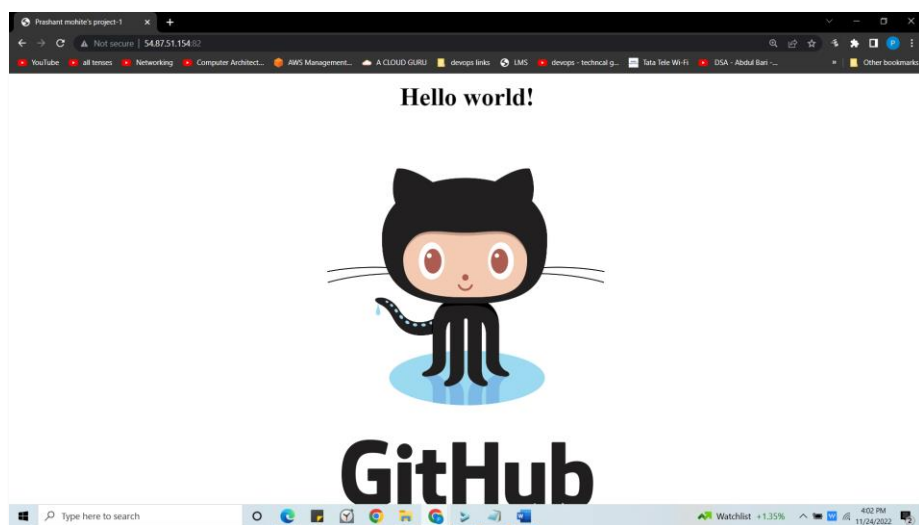 Prashant mohite's project-1
Not secure | 54.87.51.154:82
YouTube all tenses Networking Computer Architect... AWS Management... A CLOUD GURU devops links LMS devops - techncal g... Tata Tele Wi-Fi DSA - Abdul Bari -... » Other bookmarks
Hello world!
GitHub
Type here to search Watchlist +1.35% 4:02 PM
11/24/2022